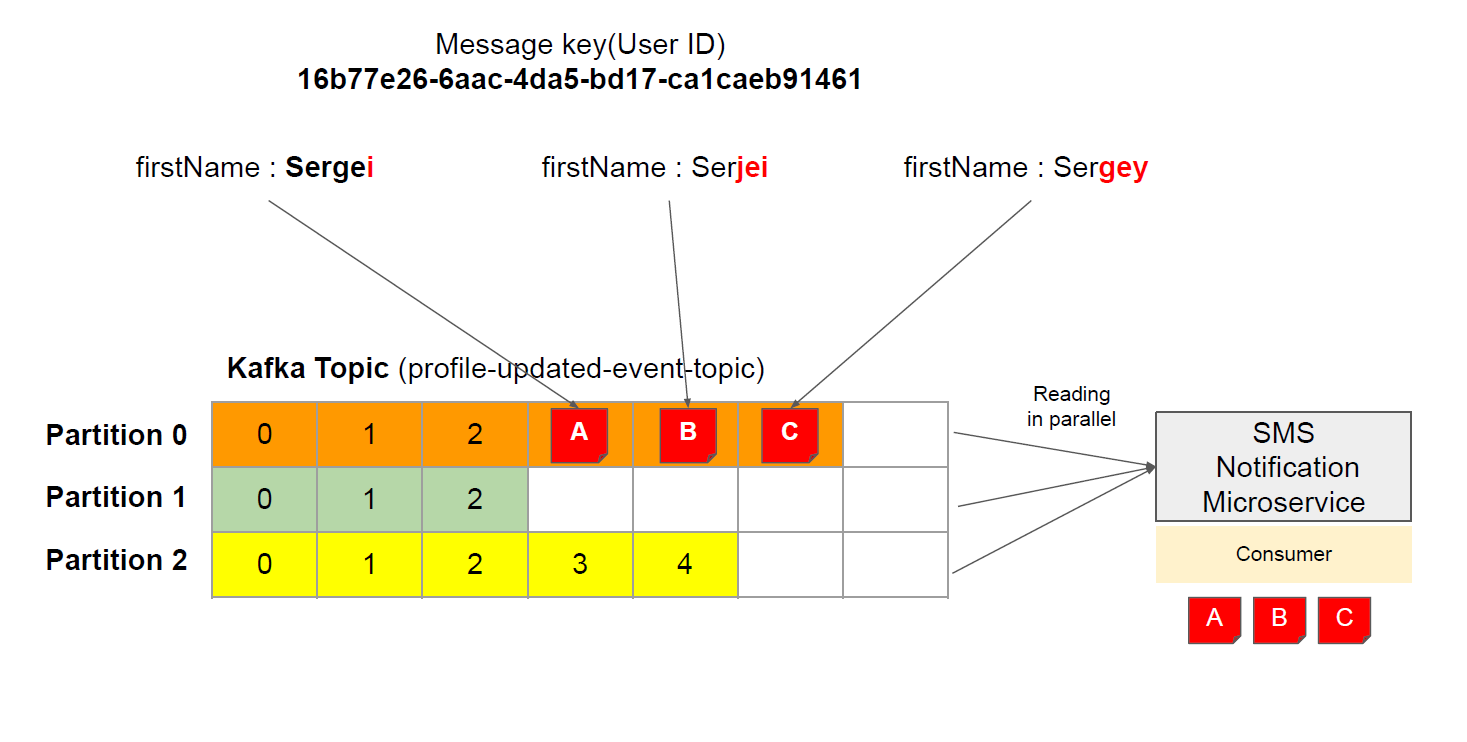 Message key(User ID)
16b77e26-6aac-4da5-bd17-ca1caeb91461
firstName : Sergei
firstName : Serjei
firstName : Sergey
Kafka Topic (profile-updated-event-topic)
Reading
in parallel
Partition 0
0 1 2 A B C
Partition 1
0 1 2
Partition 2
0 1 2 3 4
SMS
Notification
Microservice
Consumer
A B C